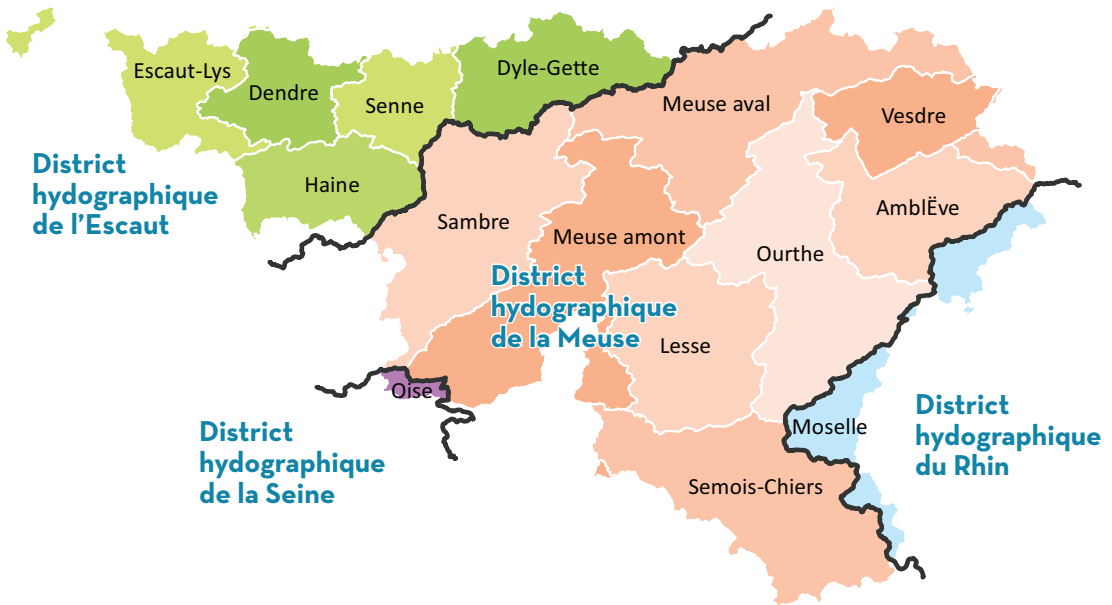 Escaut-Lys
Dendre
Senne
Dyle-Gette
Haine
District
hydographique
de l'Escaut
Meuse aval
Vesdre
AmblËve
Sambre
Meuse amont
Ourthe
District
hydographique
de la Meuse
Lesse
Oise
District
hydographique
de la Seine
Moselle
District
hydographique
du Rhin
Semois-Chiers